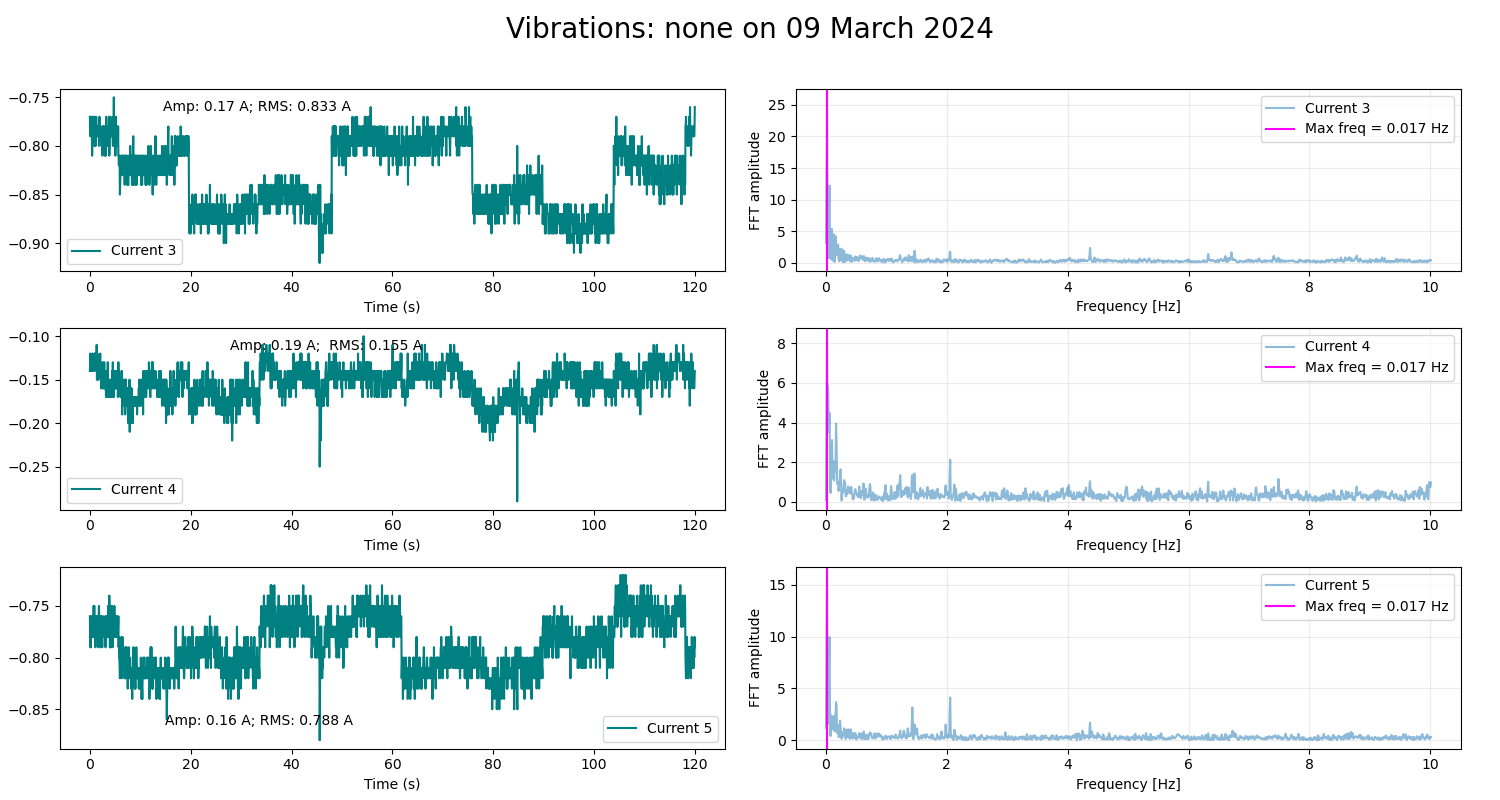 Vibrations: none on 09 March 2024
−0.75
−0.80
−0.85
−0.90
Amp: 0.17 A; RMS: 0.833 A
Current 3
0 20 40 60 80 100 120
Time (s)
FFT amplitude
25
20
15
10
5
0
Current 3
Max freq = 0.017 Hz
0 2 4 6 8 10
Frequency [Hz]
−0.10
−0.15
−0.20
−0.25
Amp: 0.19 A;  RMS: 0.155 A
Current 4
0 20 40 60 80 100 120
Time (s)
FFT amplitude
8
6
4
2
0
Current 4
Max freq = 0.017 Hz
0 2 4 6 8 10
Frequency [Hz]
−0.75
−0.80
−0.85
Amp: 0.16 A; RMS: 0.788 A
Current 5
0 20 40 60 80 100 120
Time (s)
FFT amplitude
15
10
5
0
Current 5
Max freq = 0.017 Hz
0 2 4 6 8 10
Frequency [Hz]